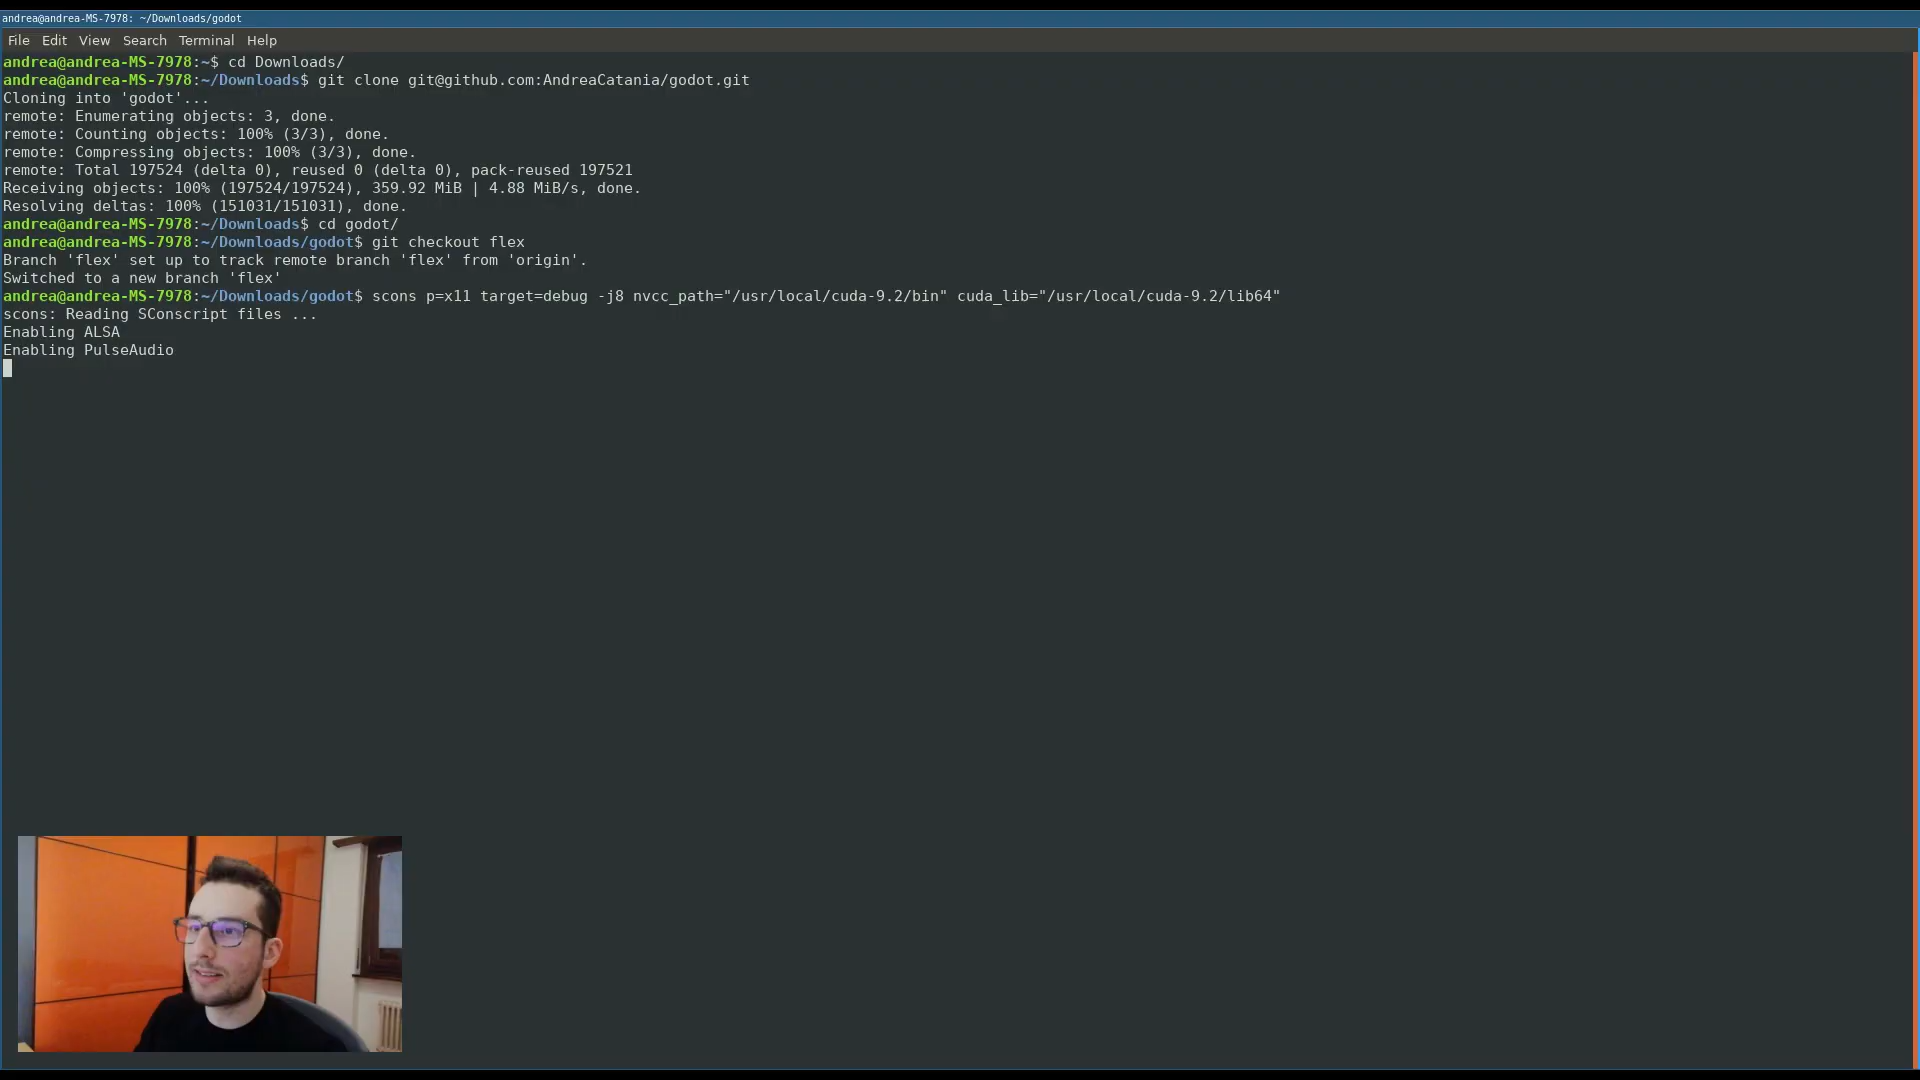 andrea@andrea-MS-7978: ~/Downloads/godot
File Edit View Search Terminal Help
andrea@andrea-MS-7978:~$ cd Downloads/
andrea@andrea-MS-7978:~/Downloads$ git clone git@github.com:AndreaCatania/godot.git
Cloning into 'godot'...
remote: Enumerating objects: 3, done.
remote: Counting objects: 100% (3/3), done.
remote: Compressing objects: 100% (3/3), done.
remote: Total 197524 (delta 0), reused 0 (delta 0), pack-reused 197521
Receiving objects: 100% (197524/197524), 359.92 MiB | 4.88 MiB/s, done.
Resolving deltas: 100% (151031/151031), done.
andrea@andrea-MS-7978:~/Downloads$ cd godot/
andrea@andrea-MS-7978:~/Downloads/godot$ git checkout flex
Branch 'flex' set up to track remote branch 'flex' from 'origin'.
Switched to a new branch 'flex'
andrea@andrea-MS-7978:~/Downloads/godot$ scons p=x11 target=debug -j8 nvcc_path="/usr/local/cuda-9.2/bin" cuda_lib="/usr/local/cuda-9.2/lib64"
scons: Reading SConscript files ...
Enabling ALSA
Enabling PulseAudio